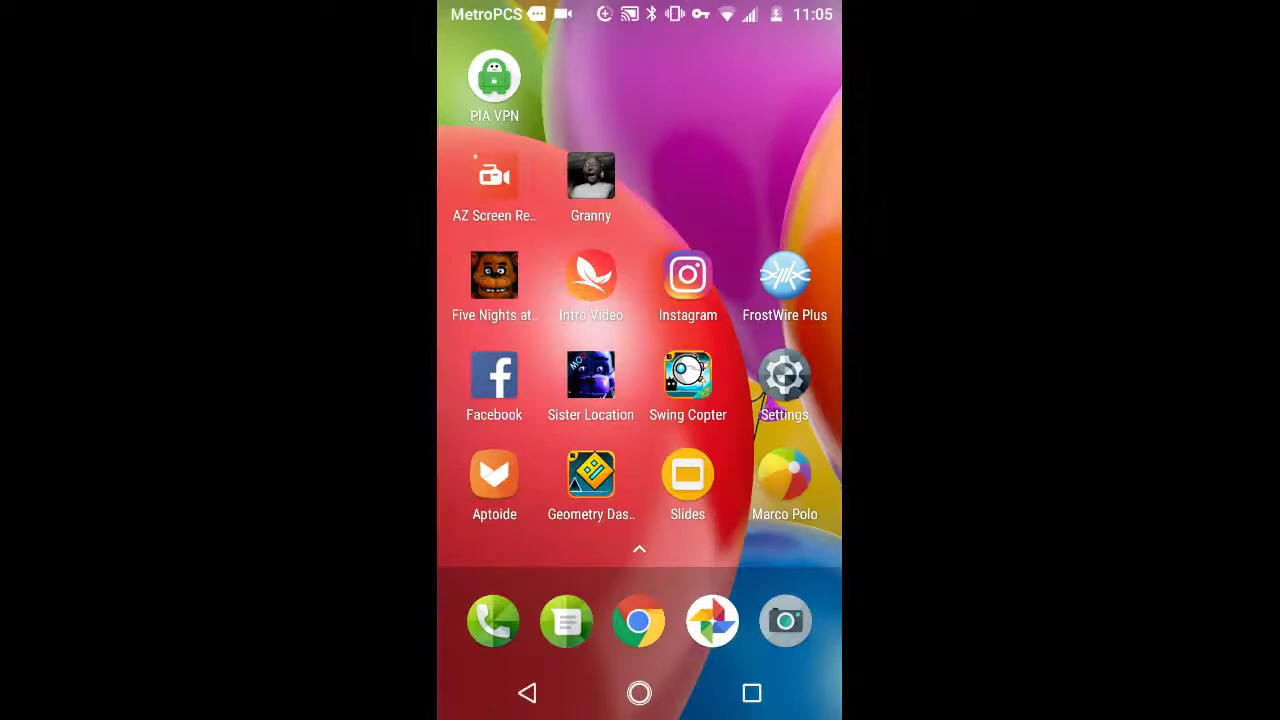 MetroPCS 11:05
PIA VPN
AZ Screen Re..
Granny
Five Nights at..
Intro Video
Instagram
FrostWire Plus
Facebook
MOD
Sister Location
Swing Copter
Settings
Aptoide
Geometry Das..
Slides
Marco Polo